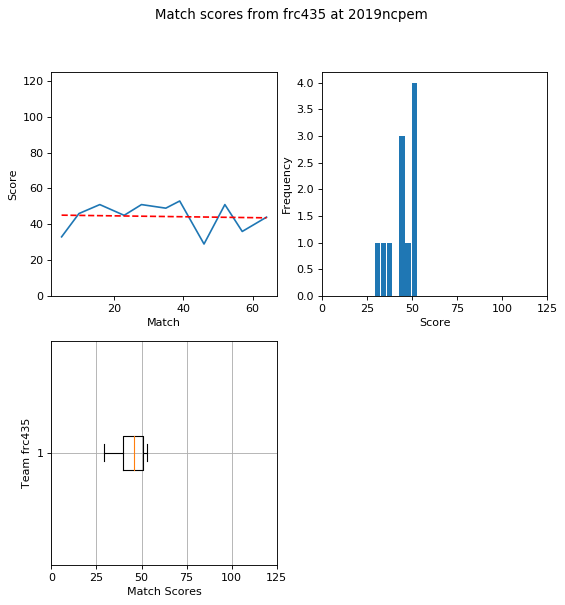 Match scores from frc435 at 2019ncpem
120
100
80
60
40
20
0
Score
20 40 60
Match
4.0
3.5
3.0
2.5
2.0
1.5
1.0
0.5
0.0
Frequency
0 25 50 75 100 125
Score
1
Team frc435
0 25 50 75 100 125
Match Scores